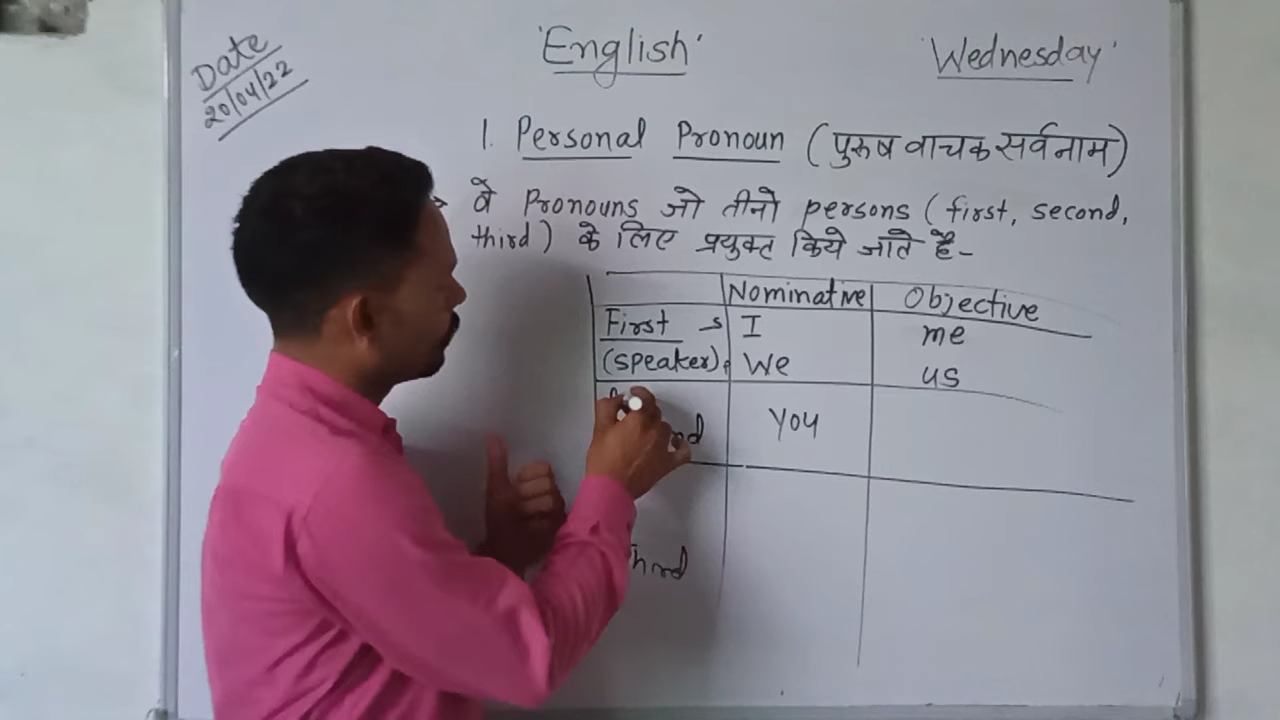 Date
20/04/22
'English'
'Wednesday'
1. Personal Pronoun (पुरुष वाचक सर्वनाम)
वे Pronouns जो तीनो persons (first, second,
third) के लिए प्रयुक्त किये जाते है-
Nominative Objective
First S I me
(speaker) We us
You